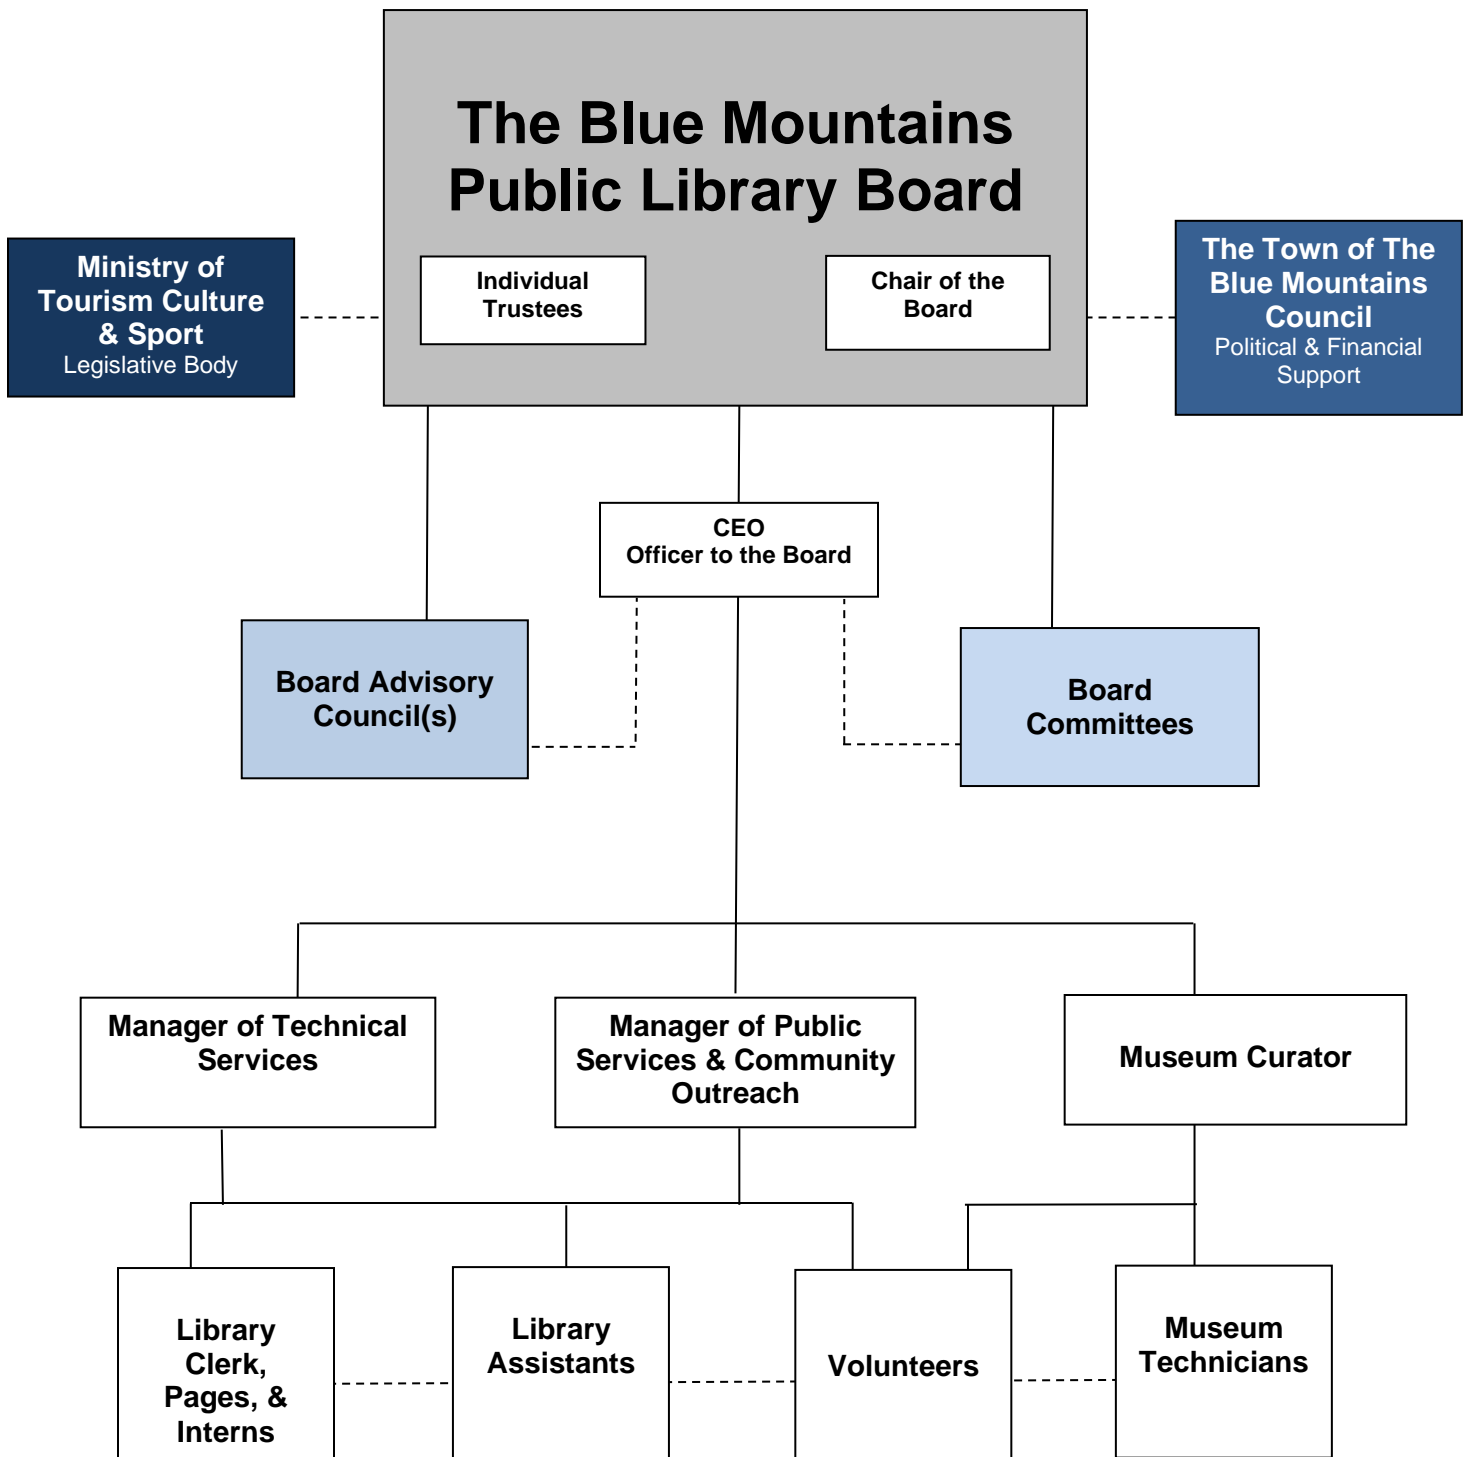 The Blue Mountains
Public Library Board
Ministry of
Tourism Culture
& Sport
Legislative Body
Individual
Trustees
Chair of the
Board
The Town of The
Blue Mountains
Council
Political & Financial
Support
CEO
Officer to the Board
Board Advisory
Council(s)
Board
Committees
Manager of Technical
Services
Manager of Public
Services & Community
Outreach
Museum Curator
Library
Clerk,
Pages, &
Interns
Library
Assistants
Volunteers
Museum
Technicians